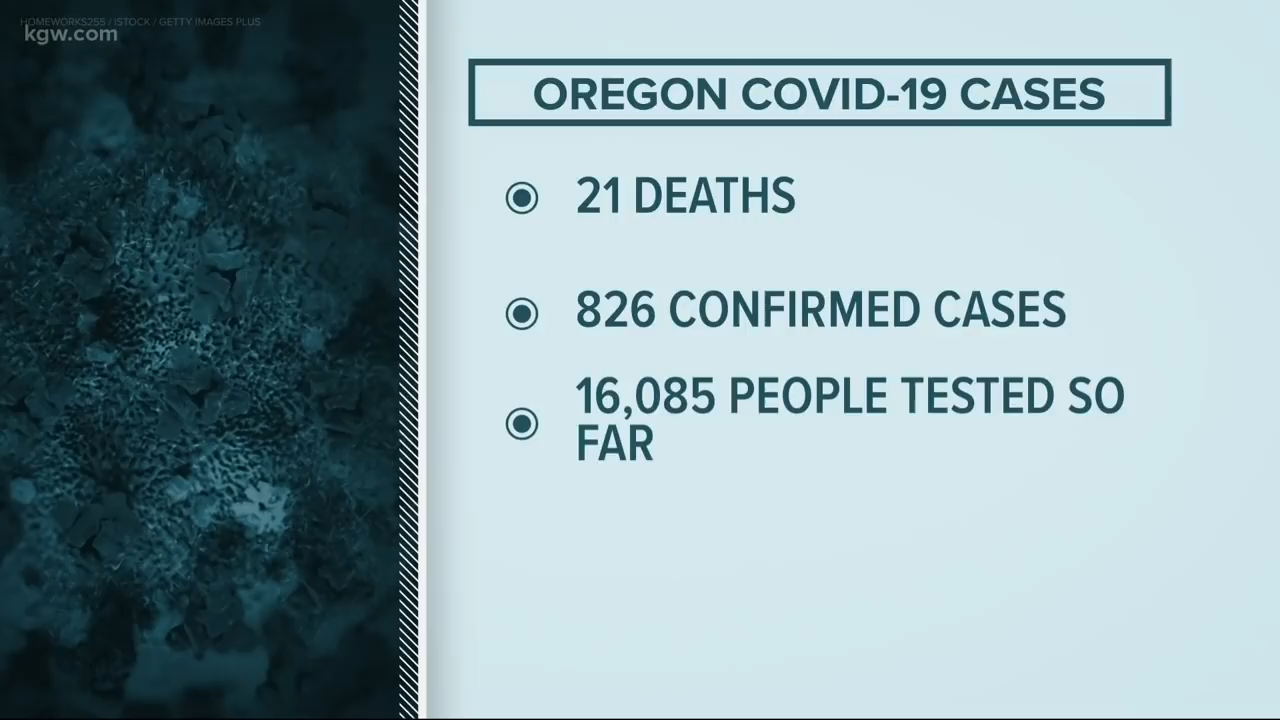 HOMEWORKS255 / ISTOCK / GETTY IMAGES PLUS
kgw.com
OREGON COVID-19 CASES
21 DEATHS
826 CONFIRMED CASES
16,085 PEOPLE TESTED SO
FAR